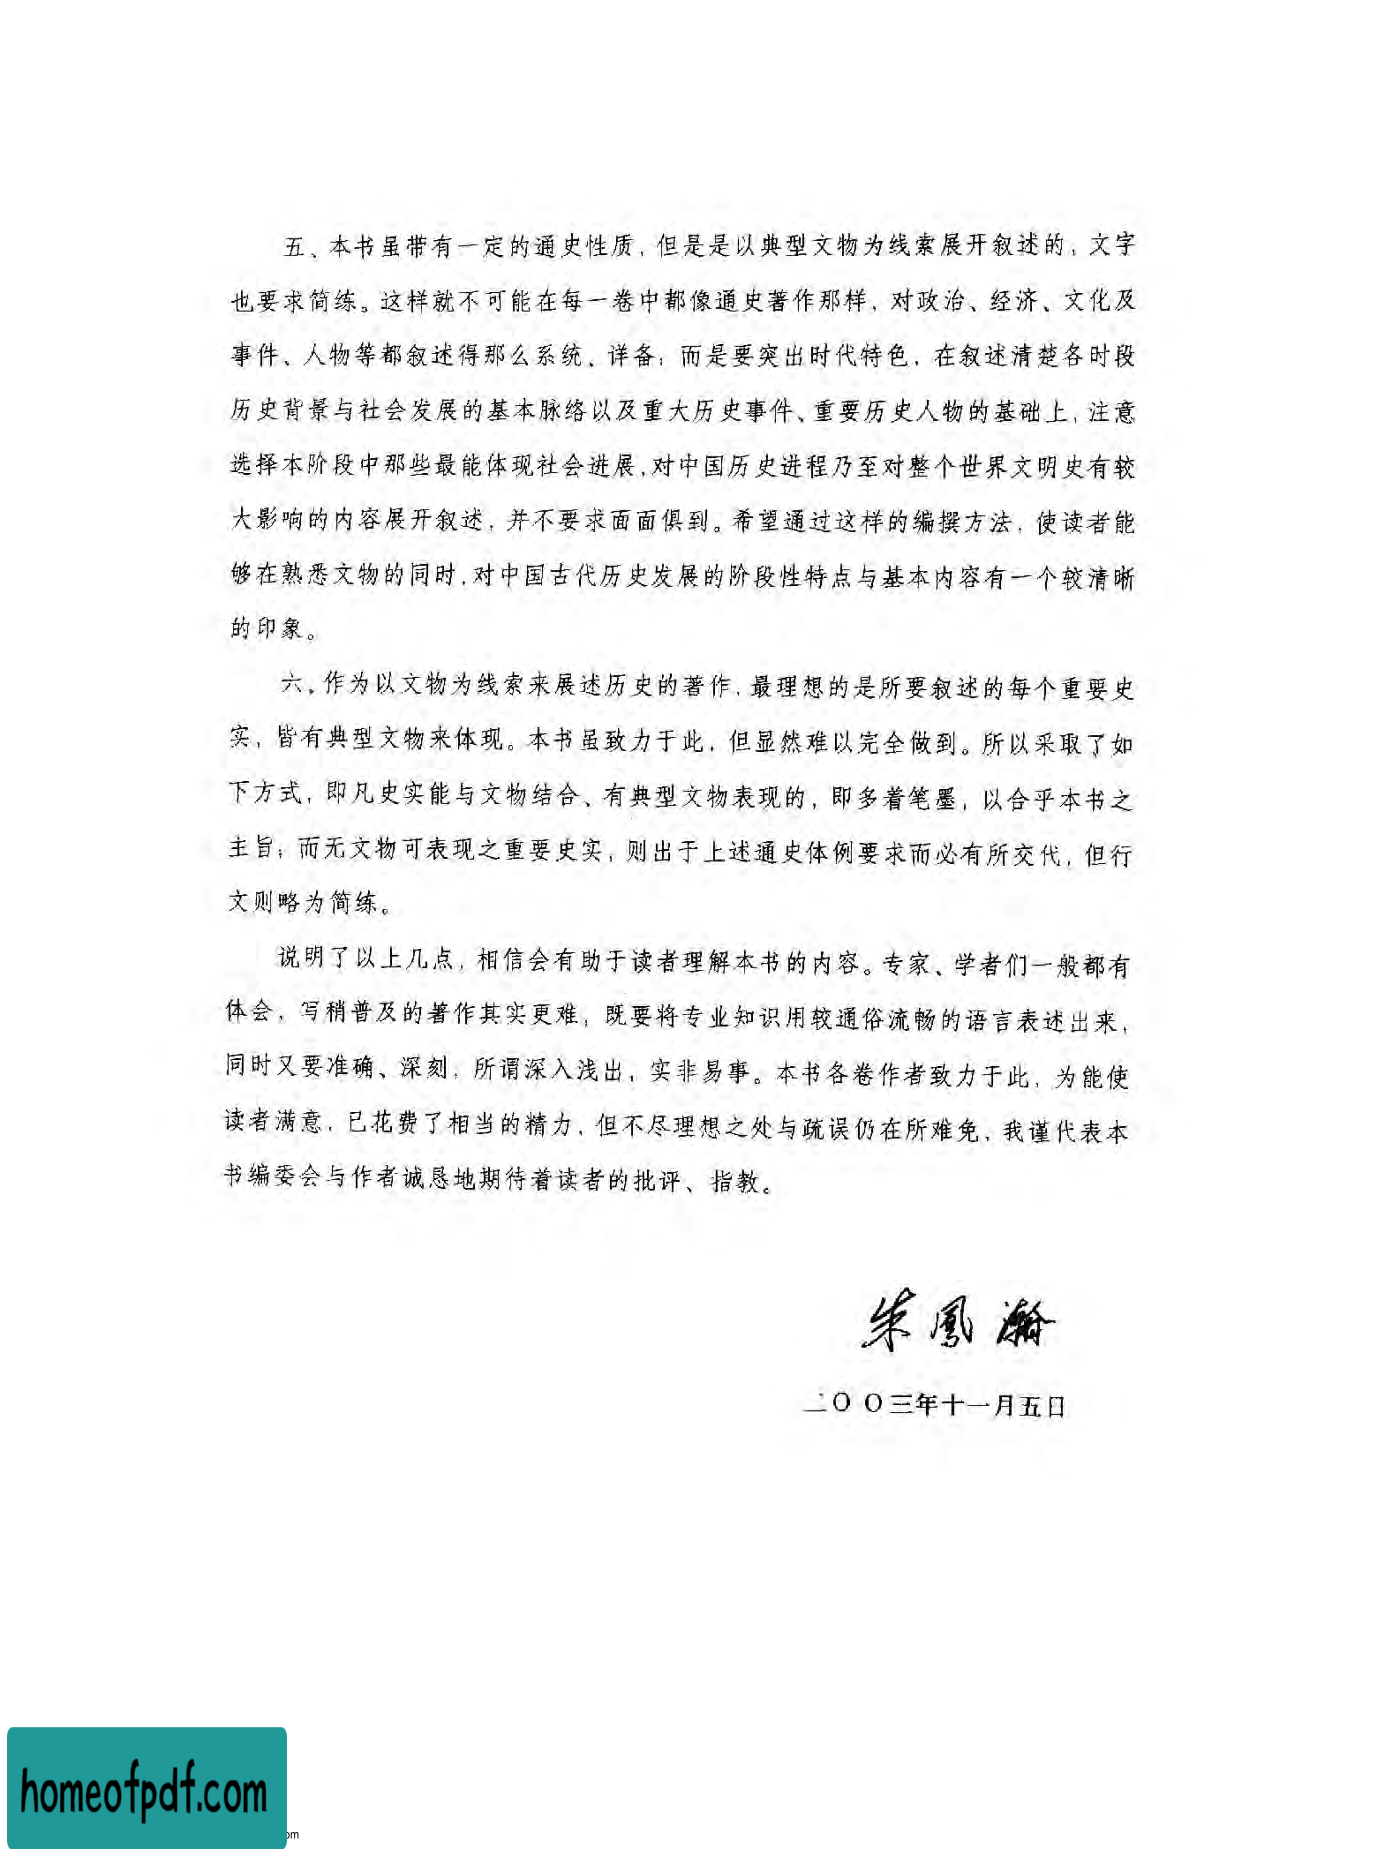 五、本书虽带有一定的通史性质，但是是以典型文物为线索展开叙述的，文字
也要求简练。这样就不可能在每一卷中都像通史著作那样，对政治、经济、文化及
事件、人物等都叙述得那么系统、详备；而是要突出时代特色，在叙述清楚各时段
历史背景与社会发展的基本脉络以及重大历史事件、重要历史人物的基础上，注意
选择本阶段中那些最能体现社会进展，对中国历史进程乃至对整个世界文明史有较
大影响的内容展开叙述，并不要求面面俱到。希望通过这样的编撰方法，使读者能
够在熟悉文物的同时，对中国古代历史发展的阶段性特点与基本内容有一个较清晰
的印象。
六、作为以文物为线索来展述历史的著作，最理想的是所要叙述的每个重要史
实，皆有典型文物来体现。本书虽致力于此，但显然难以完全做到。所以采取了如
下方式，即凡史实能与文物结合、有典型文物表现的，即多着笔墨，以合乎本书之
主旨；而无文物可表现之重要史实，则出于上述通史体例要求而必有所交代，但行
文则略为简练。
说明了以上几点，相信会有助于读者理解本书的内容。专家、学者们一般都有
体会，写稍普及的著作其实更难，既要将专业知识用较通俗流畅的语言表述出来，
同时又要准确、深刻，所谓深入浅出，实非易事。本书各卷作者致力于此，为能使
读者满意，已花费了相当的精力，但不尽理想之处与疏误仍在所难免，我谨代表本
书编委会与作者诚恳地期待着读者的批评、指教。
朱鳳瀚
二〇〇三年十一月五日
homeofpdf.com
om